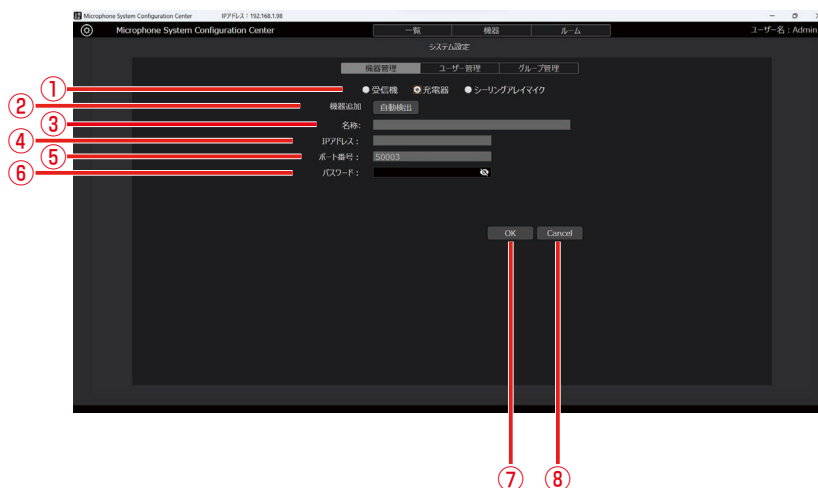 Microphone System Configuration Center IPアドレス：192.168.1.98
Microphone System Configuration Center 一覧 機器 ルーム ユーザー名：Admin
システム設定
機器管理 ユーザー管理 グループ管理
① 受信機 充電器 シーリングアレイマイク
② 機器追加 自動検出
③ 名称:
④ IPアドレス：
⑤ ポート番号： 50003
⑥ パスワード：
OK Cancel
⑦ ⑧